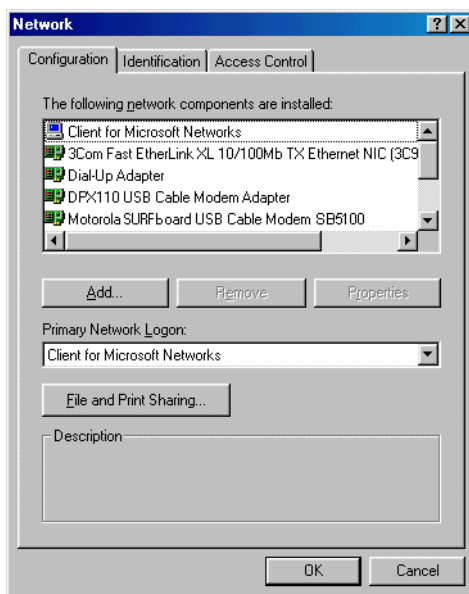 Network
Configuration Identification Access Control
The following network components are installed:
Client for Microsoft Networks
3Com Fast EtherLink XL 10/100Mb TX Ethernet NIC (3C9
Dial-Up Adapter
DPX110 USB Cable Modem Adapter
Motorola SURFboard USB Cable Modem SB5100
Add... Remove Properties
Primary Network Logon:
Client for Microsoft Networks
File and Print Sharing...
Description
OK Cancel